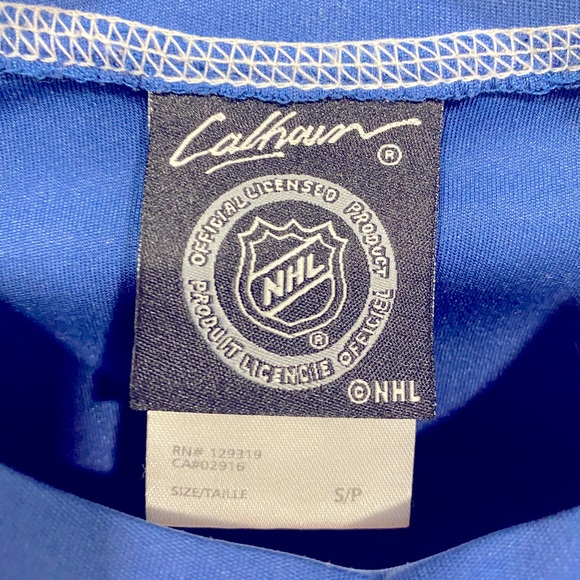 Calhoun ®
OFFICIAL LICENSED PRODUCT
NHL ®
PRODUIT LICENCIE OFFICIEL
©NHL
RN# 129319
CA#02916
SIZE/TAILLE S/P